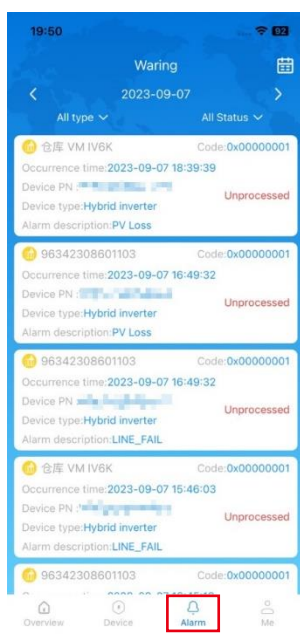 19:50
92
Waring
2023-09-07
All type
All Status
仓库 VM IV6K Code:0x00000001
Occurrence time:2023-09-07 18:39:39
Device PN :
Unprocessed
Device type:Hybrid inverter
Alarm description:PV Loss
96342308601103 Code:0x00000001
Occurrence time:2023-09-07 16:49:32
Device PN :
Unprocessed
Device type:Hybrid inverter
Alarm description:PV Loss
96342308601103 Code:0x00000001
Occurrence time:2023-09-07 16:49:32
Device PN
Unprocessed
Device type:Hybrid inverter
Alarm description:LINE_FAIL
仓库 VM IV6K Code:0x00000001
Occurrence time:2023-09-07 15:46:03
Device PN :
Unprocessed
Device type:Hybrid inverter
Alarm description:LINE_FAIL
96342308601103 Code:0x00000001
Overview Device Alarm Me